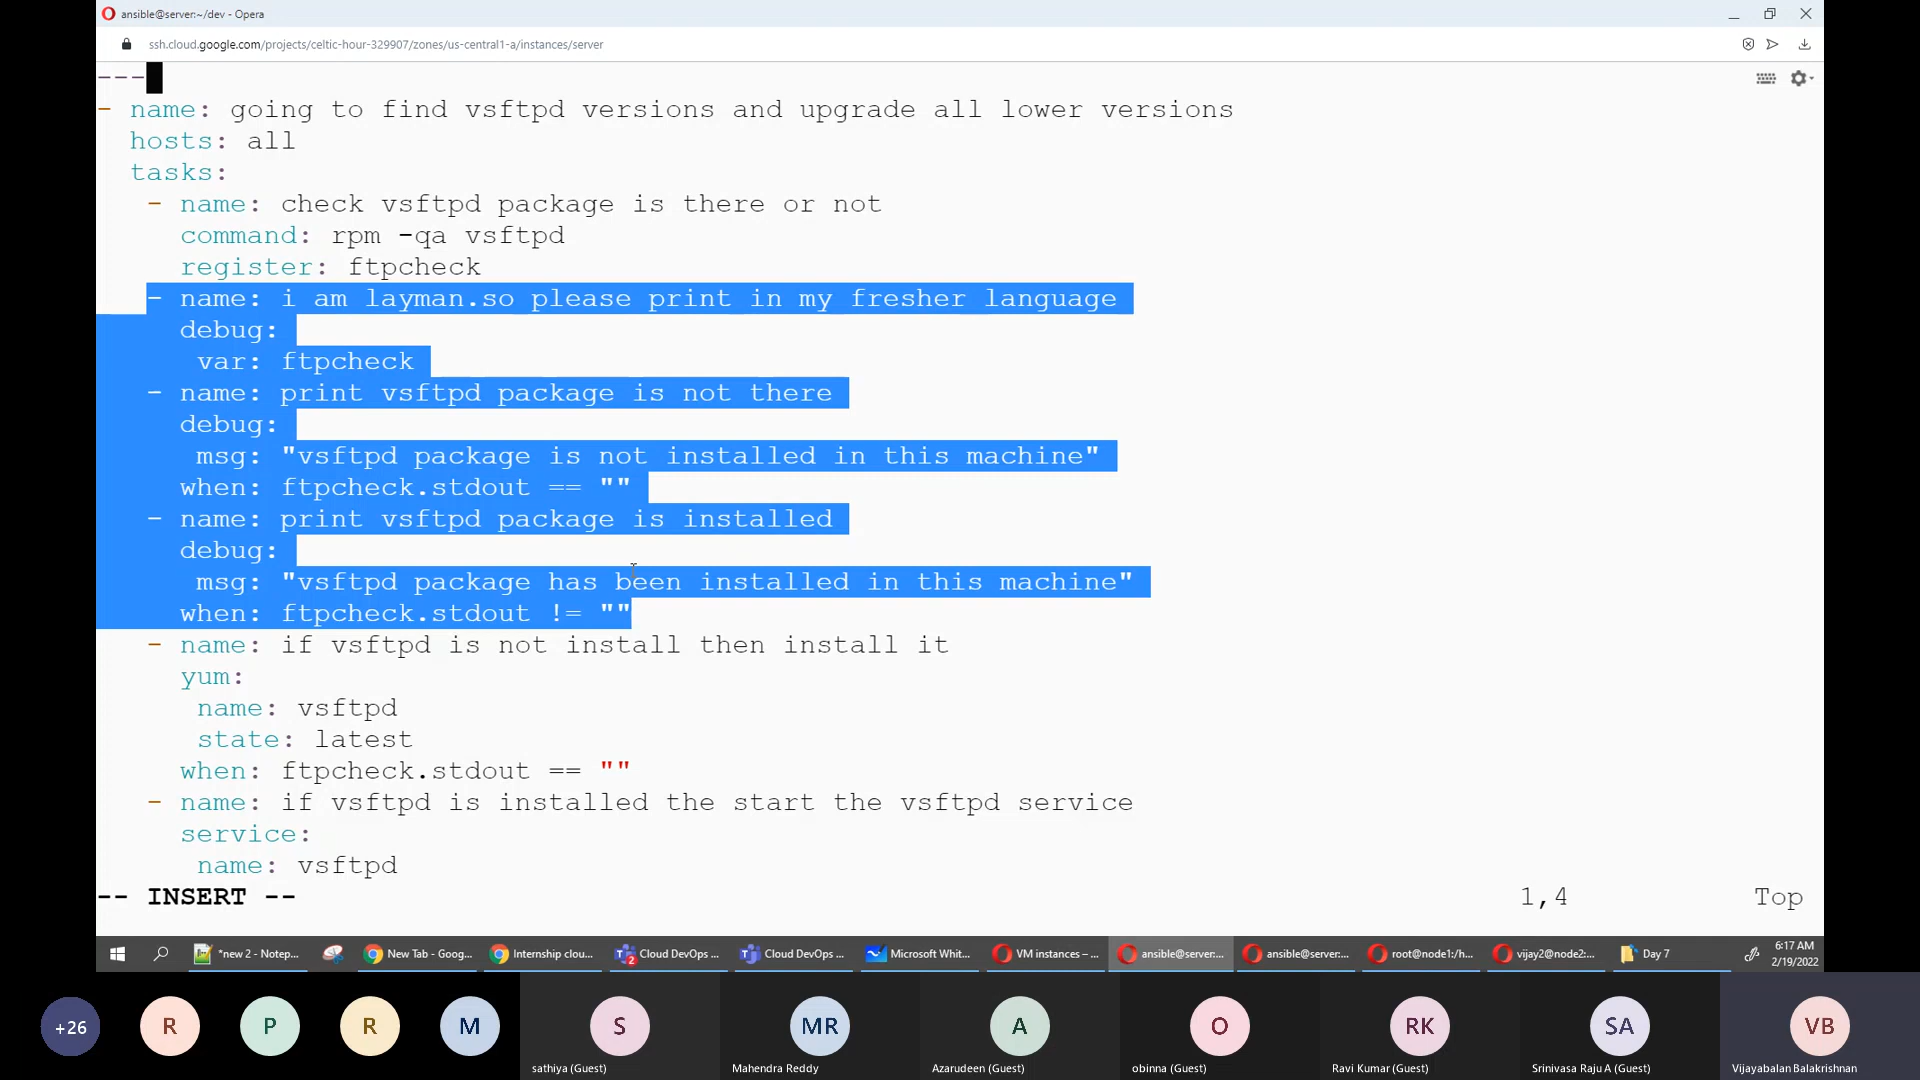 ansible@server:~/dev - Opera
ssh.cloud.google.com/projects/celtic-hour-329907/zones/us-central1-a/instances/server
---
- name: going to find vsftpd versions and upgrade all lower versions
hosts: all
tasks:
- name: check vsftpd package is there or not
command: rpm -qa vsftpd
register: ftpcheck
- name: i am layman.so please print in my fresher language
debug:
var: ftpcheck
- name: print vsftpd package is not there
debug:
msg: "vsftpd package is not installed in this machine"
when: ftpcheck.stdout == ""
- name: print vsftpd package is installed
debug:
msg: "vsftpd package has been installed in this machine"
when: ftpcheck.stdout != ""
- name: if vsftpd is not install then install it
yum:
name: vsftpd
state: latest
when: ftpcheck.stdout == ""
- name: if vsftpd is installed the start the vsftpd service
service:
name: vsftpd
-- INSERT -- 1,4 Top
*new 2 - Notep... New Tab - Goog... Internship clou... 2 Cloud DevOps ... Cloud DevOps ... Microsoft Whit... VM instances – ... ansible@server:... ansible@server:... root@node1:/h... vijay2@node2:... Day 7 6:17 AM
2/19/2022
+26 R P R M S MR A O RK SA VB
sathiya (Guest) Mahendra Reddy Azarudeen (Guest) obinna (Guest) Ravi Kumar (Guest) Srinivasa Raju A (Guest) Vijayabalan Balakrishnan